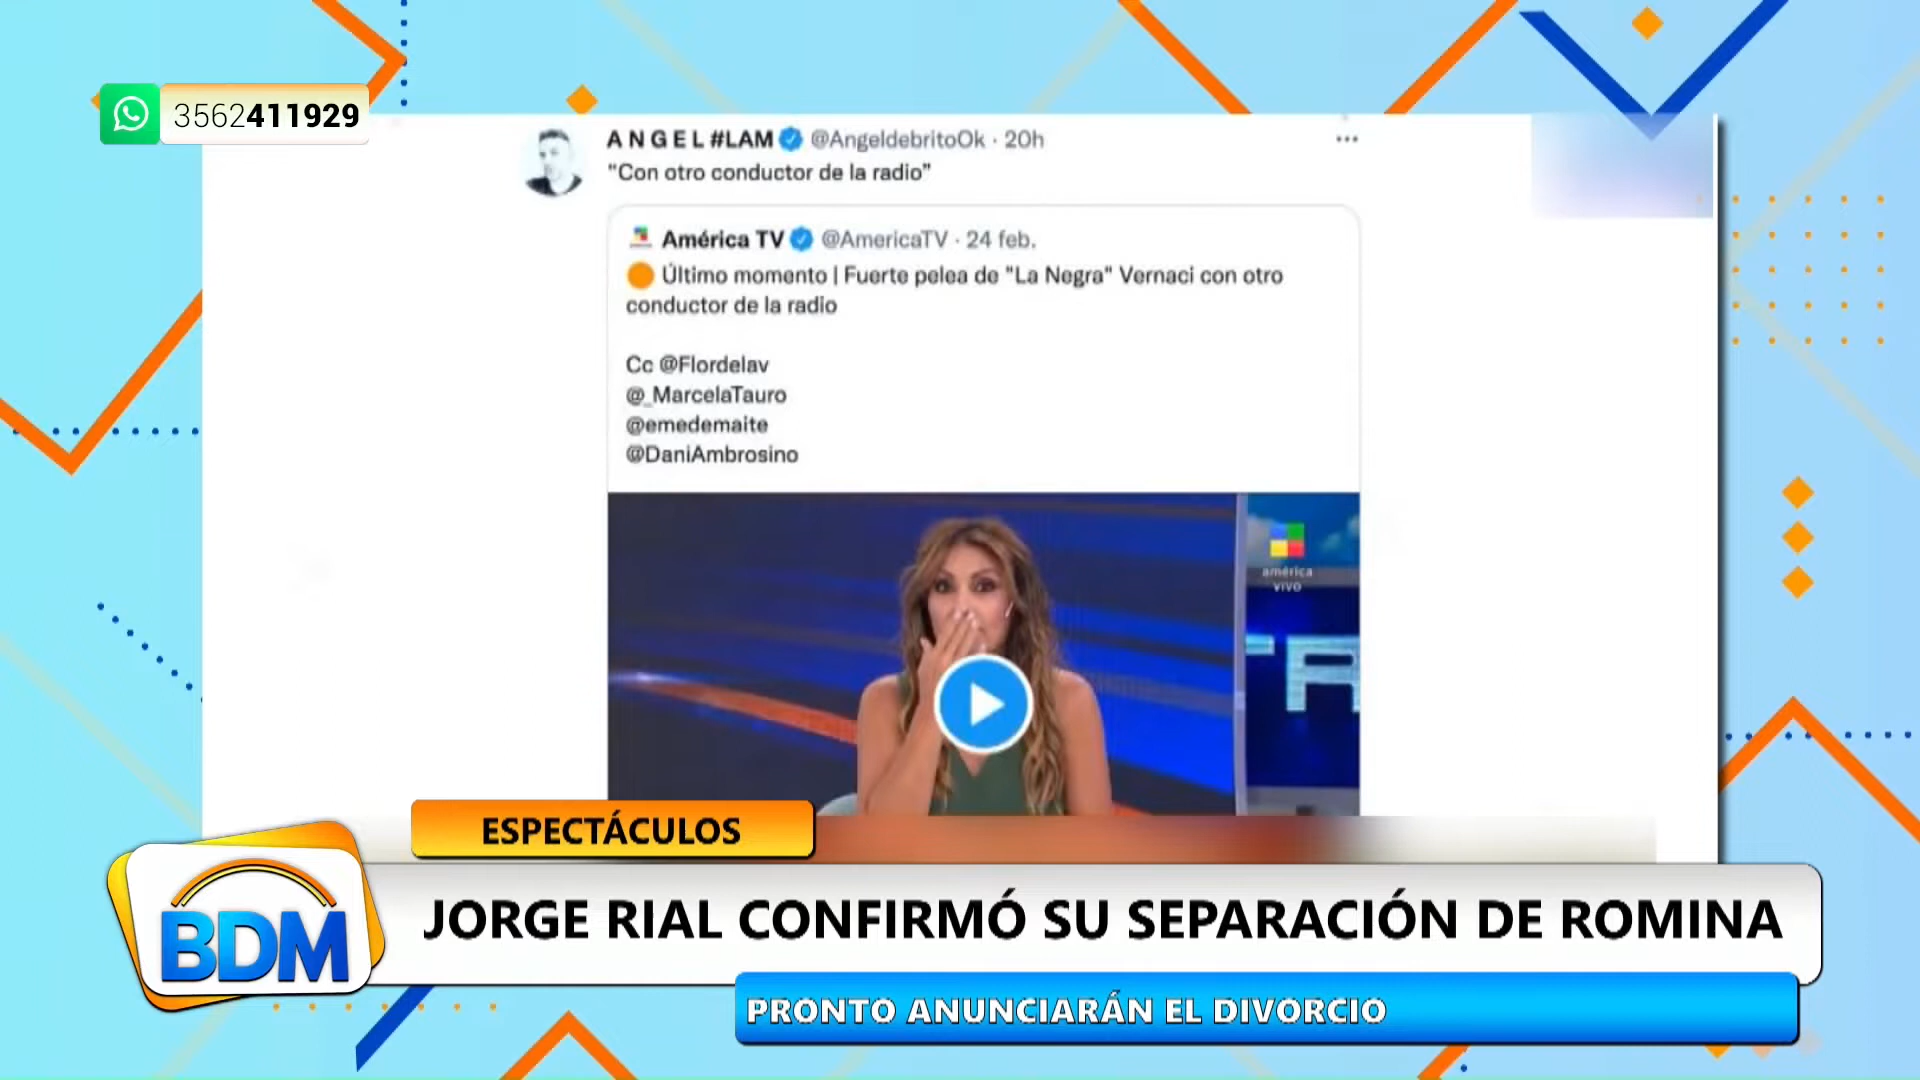 3562411929
A N G E L #LAM @AngeldebritoOk · 20h
"Con otro conductor de la radio"
América TV @AmericaTV · 24 feb.
Último momento | Fuerte pelea de "La Negra" Vernaci con otro
conductor de la radio
Cc @Flordelav
@_MarcelaTauro
@emedemaite
@DaniAmbrosino
américa
VIVO
TRA
ESPECTÁCULOS
BDM
JORGE RIAL CONFIRMÓ SU SEPARACIÓN DE ROMINA
PRONTO ANUNCIARÁN EL DIVORCIO